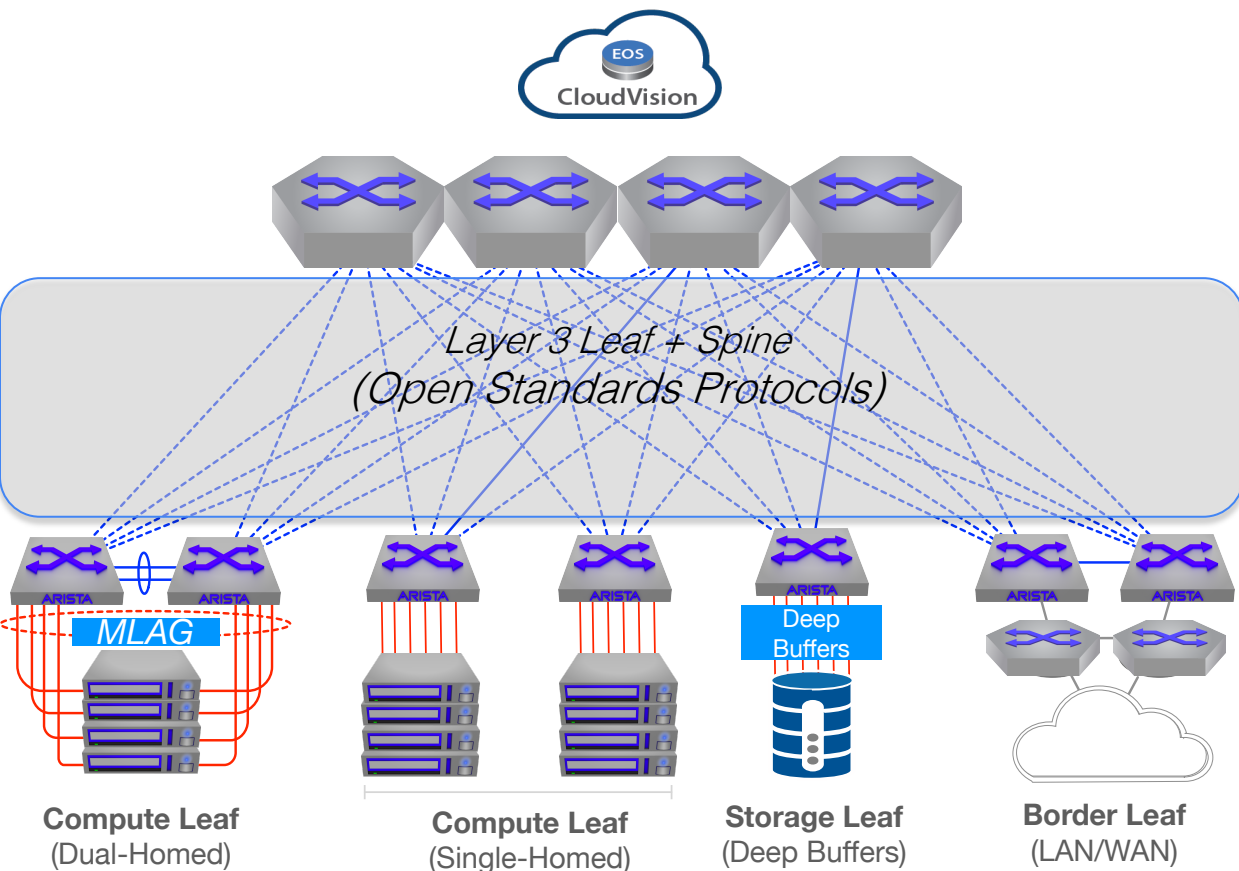 EOS
CloudVision
Layer 3 Leaf + Spine
(Open Standards Protocols)
ARISTA
ARISTA
ARISTA
ARISTA
ARISTA
ARISTA
ARISTA
MLAG
Deep
Buffers
Compute Leaf
(Dual-Homed)
Compute Leaf
(Single-Homed)
Storage Leaf
(Deep Buffers)
Border Leaf
(LAN/WAN)